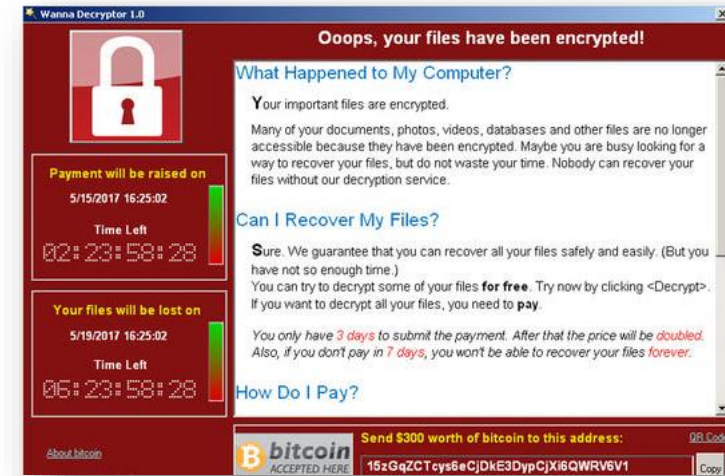 Wanna Decryptor 1.0
Ooops, your files have been encrypted!
Payment will be raised on
5/15/2017 16:25:02
Time Left
02:23:58:28
Your files will be lost on
5/19/2017 16:25:02
Time Left
06:23:58:28
About bitcoin
What Happened to My Computer?
Your important files are encrypted.
Many of your documents, photos, videos, databases and other files are no longer
accessible because they have been encrypted. Maybe you are busy looking for a
way to recover your files, but do not waste your time. Nobody can recover your
files without our decryption service.
Can I Recover My Files?
Sure. We guarantee that you can recover all your files safely and easily. (But you
have not so enough time.)
You can try to decrypt some of your files for free. Try now by clicking <Decrypt>.
If you want to decrypt all your files, you need to pay.
You only have 3 days to submit the payment. After that the price will be doubled.
Also, if you don't pay in 7 days, you won't be able to recover your files forever.
How Do I Pay?
bitcoin
ACCEPTED HERE
Send $300 worth of bitcoin to this address:
QR Code
15zGqZCTcys6eCjDkE3DypCjXi6QWRV6V1
Copy